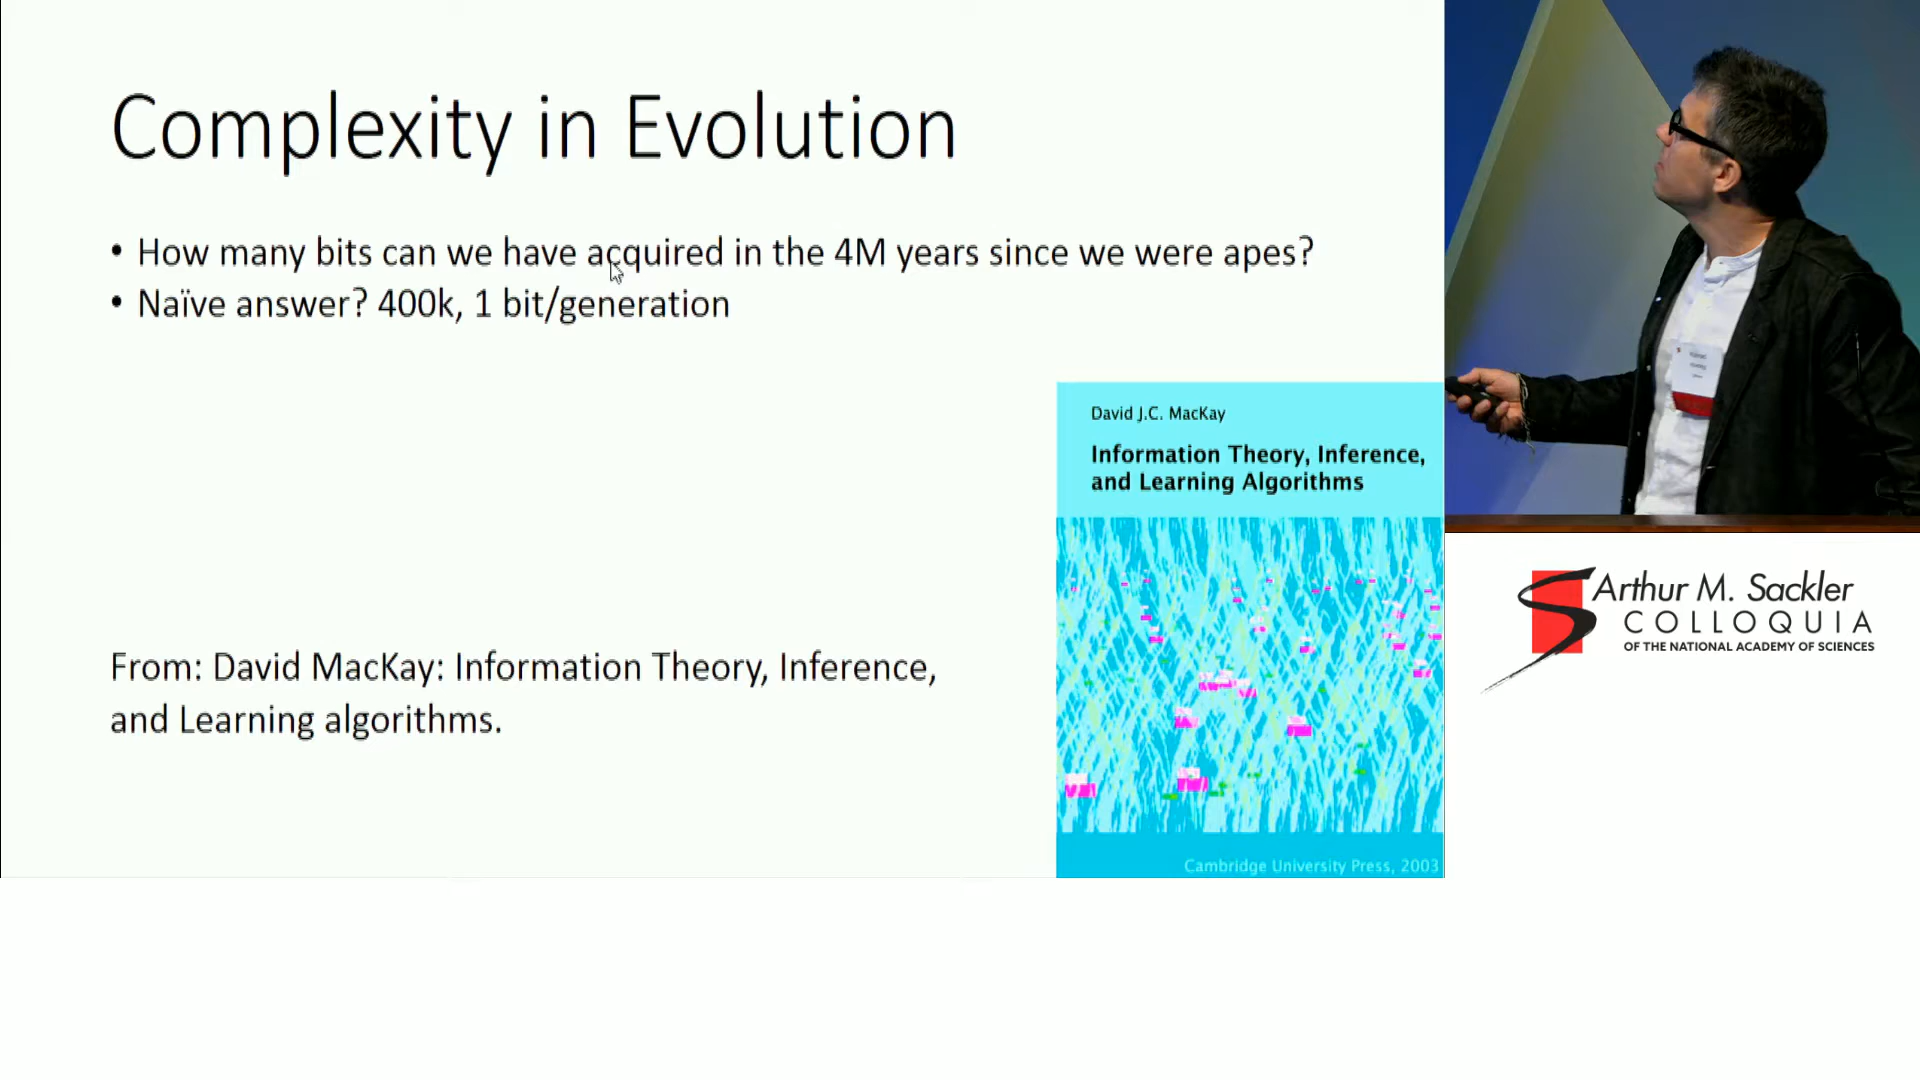 Complexity in Evolution
• How many bits can we have acquired in the 4M years since we were apes?
• Naïve answer? 400k, 1 bit/generation
David J.C. MacKay
Information Theory, Inference,
and Learning Algorithms
Cambridge University Press, 2003
From: David MacKay: Information Theory, Inference,
and Learning algorithms.
Arthur M. Sackler
COLLOQUIA
OF THE NATIONAL ACADEMY OF SCIENCES